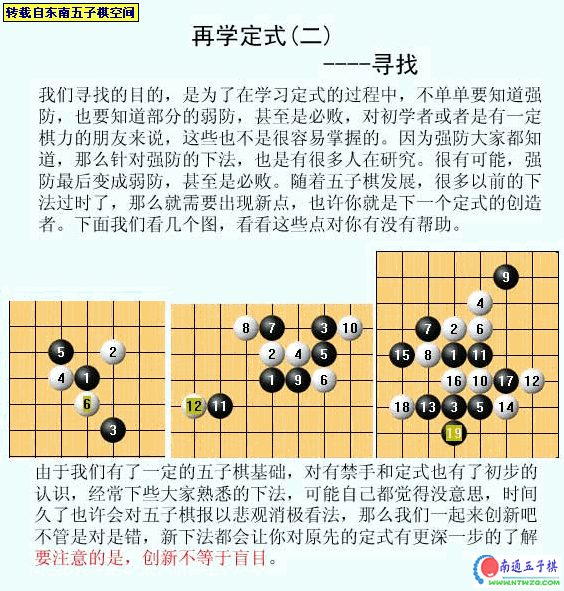 转载自东南五子棋空间
再学定式(二)
----寻找
我们寻找的目的，是为了在学习定式的过程中，不单单要知道强
防，也要知道部分的弱防，甚至是必败，对初学者或者是有一定
棋力的朋友来说，这些也不是很容易掌握的。因为强防大家都知
道，那么针对强防的下法，也是有很多人在研究。很有可能，强
防最后变成弱防，甚至是必败。随着五子棋发展，很多以前的下
法过时了，那么就需要出现新点，也许你就是下一个定式的创造
者。下面我们看几个图，看看这些点对你有没有帮助。
5 2
4 1
6
3
8 7 3 10
2 4 5
1 9 6
12 11
9
4
7 2 6
15 8 1 11
16 10 17 12
18 13 3 5 14
19
由于我们有了一定的五子棋基础，对有禁手和定式也有了初步的
认识，经常下些大家熟悉的下法，可能自己都觉得没意思，时间
久了也许会对五子棋报以悲观消极看法，那么我们一起来创新吧
不管是对是错，新下法都会让你对原先的定式有更深一步的了解
要注意的是，创新不等于盲目。
南通五子棋
WWW.NTWZQ.COM